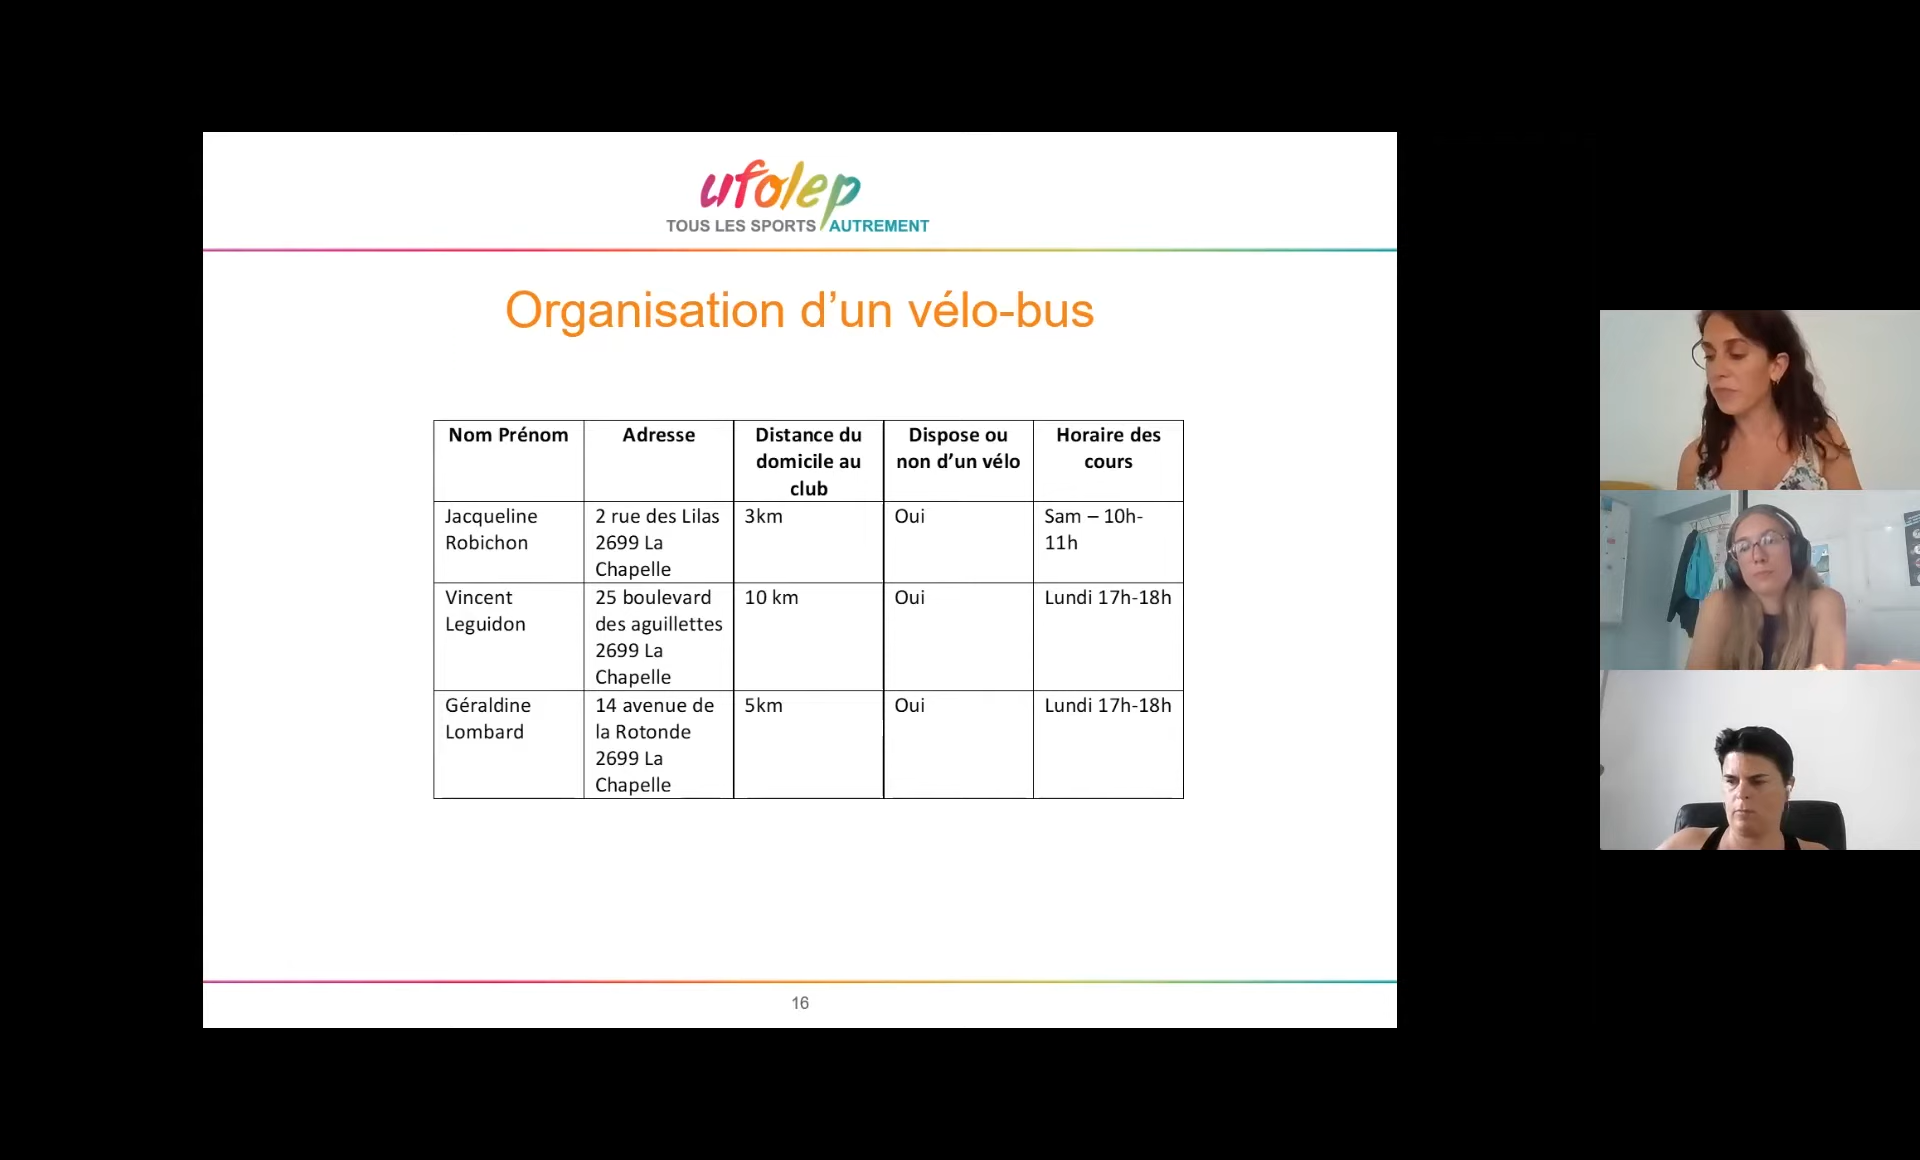 ufolep
TOUS LES SPORTS AUTREMENT
Organisation d’un vélo-bus
Nom Prénom
Adresse
Distance du
domicile au
club
Dispose ou
non d’un vélo
Horaire des
cours
Jacqueline
Robichon
2 rue des Lilas
2699 La
Chapelle
3km
Oui
Sam – 10h-
11h
Vincent
Leguidon
25 boulevard
des aguillettes
2699 La
Chapelle
10 km
Oui
Lundi 17h-18h
Géraldine
Lombard
14 avenue de
la Rotonde
2699 La
Chapelle
5km
Oui
Lundi 17h-18h
16